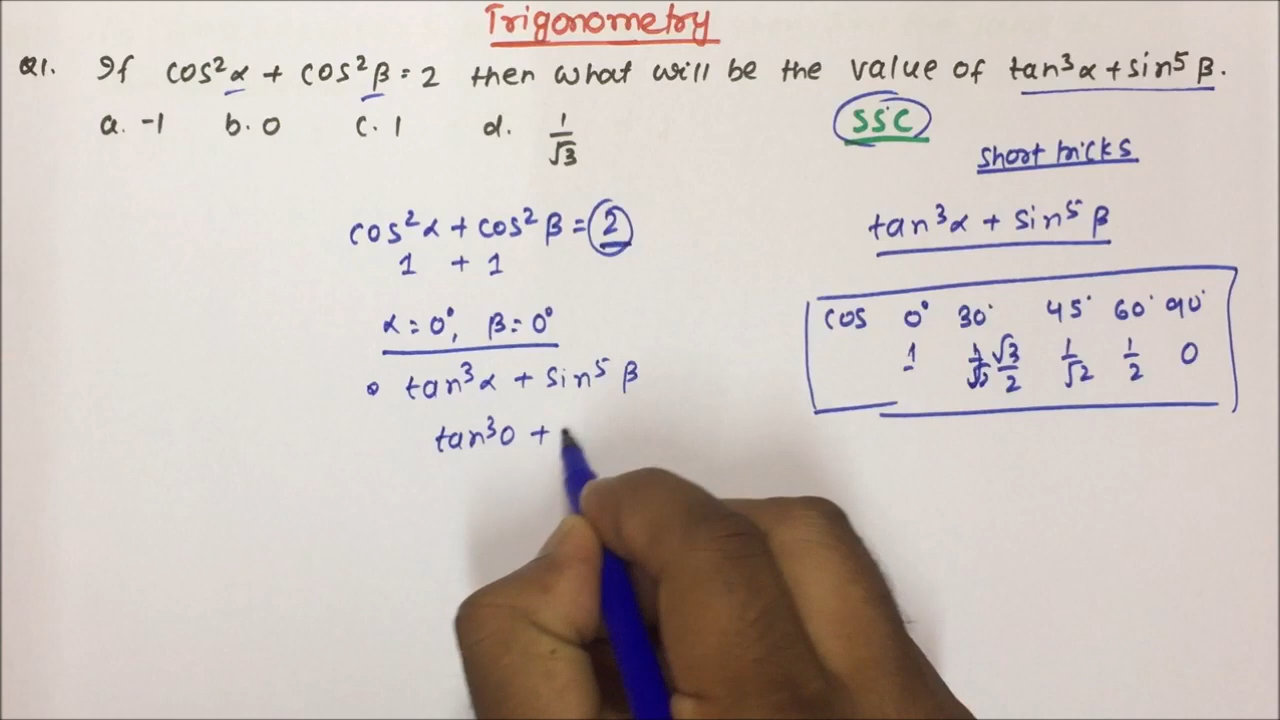 Trigonometry
Q1. If cos²α + cos²β = 2 then what will be the value of tan³α + sin⁵β.
a. -1 b. 0 c. 1 d. 1/√3
SSC
Short tricks
cos²α + cos²β = 2
1 + 1
α = 0°, β = 0°
tan³α + sin⁵β
tan³0 +
tan³α + sin⁵β
cos 0° 30° 45° 60° 90°
1 √3/2 1/√2 1/2 0